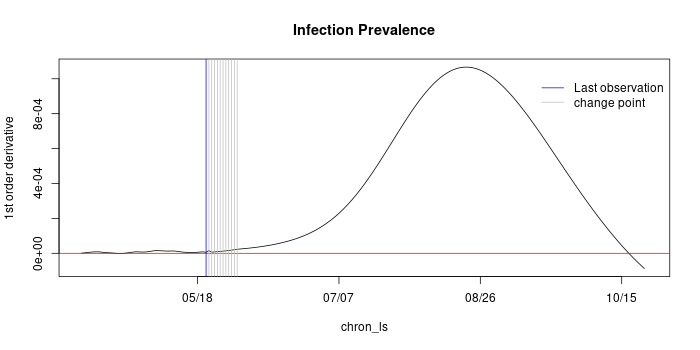 Infection Prevalence
1st order derivative
8e-04
4e-04
0e+00
Last observation
change point
05/18 07/07 08/26 10/15
chron_ls